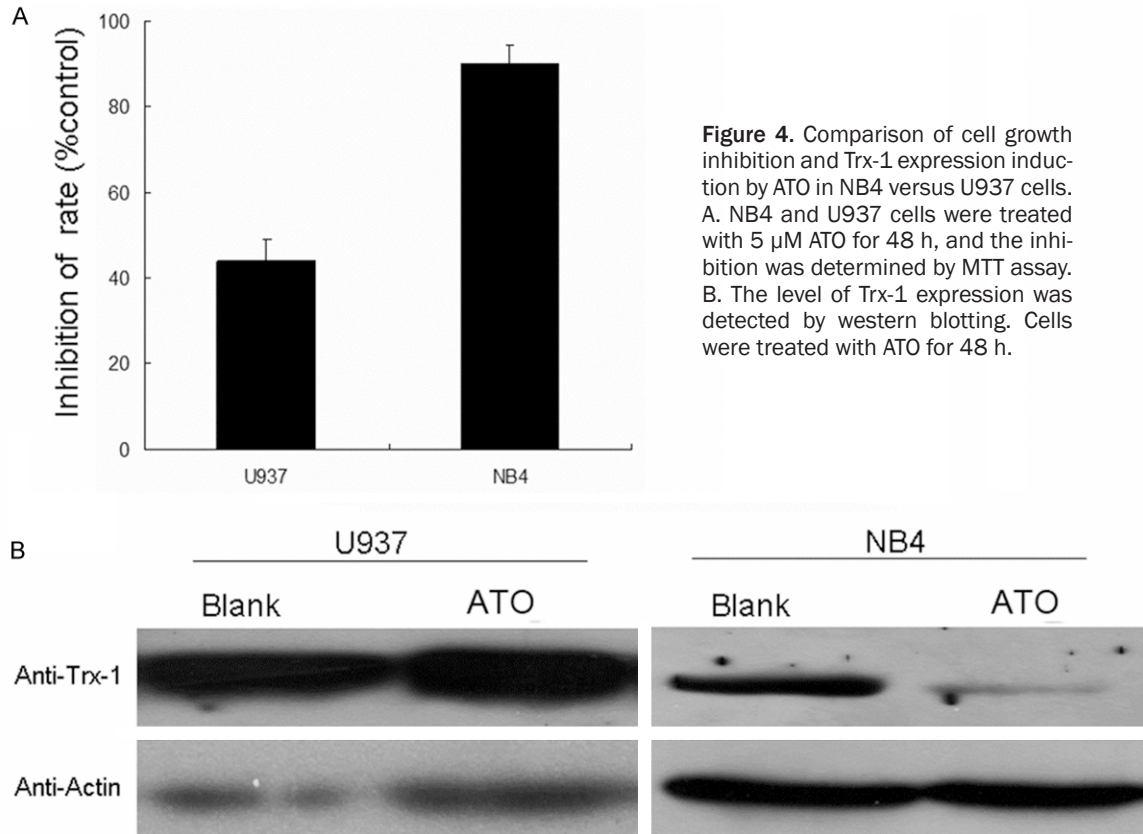 A
Inhibition of rate (%control)
100
80
60
40
20
0
U937
NB4
Figure 4. Comparison of cell growth
inhibition and Trx-1 expression induc-
tion by ATO in NB4 versus U937 cells.
A. NB4 and U937 cells were treated
with 5 µM ATO for 48 h, and the inhi-
bition was determined by MTT assay.
B. The level of Trx-1 expression was
detected by western blotting. Cells
were treated with ATO for 48 h.
B
U937
NB4
Blank
ATO
Blank
ATO
Anti-Trx-1
Anti-Actin